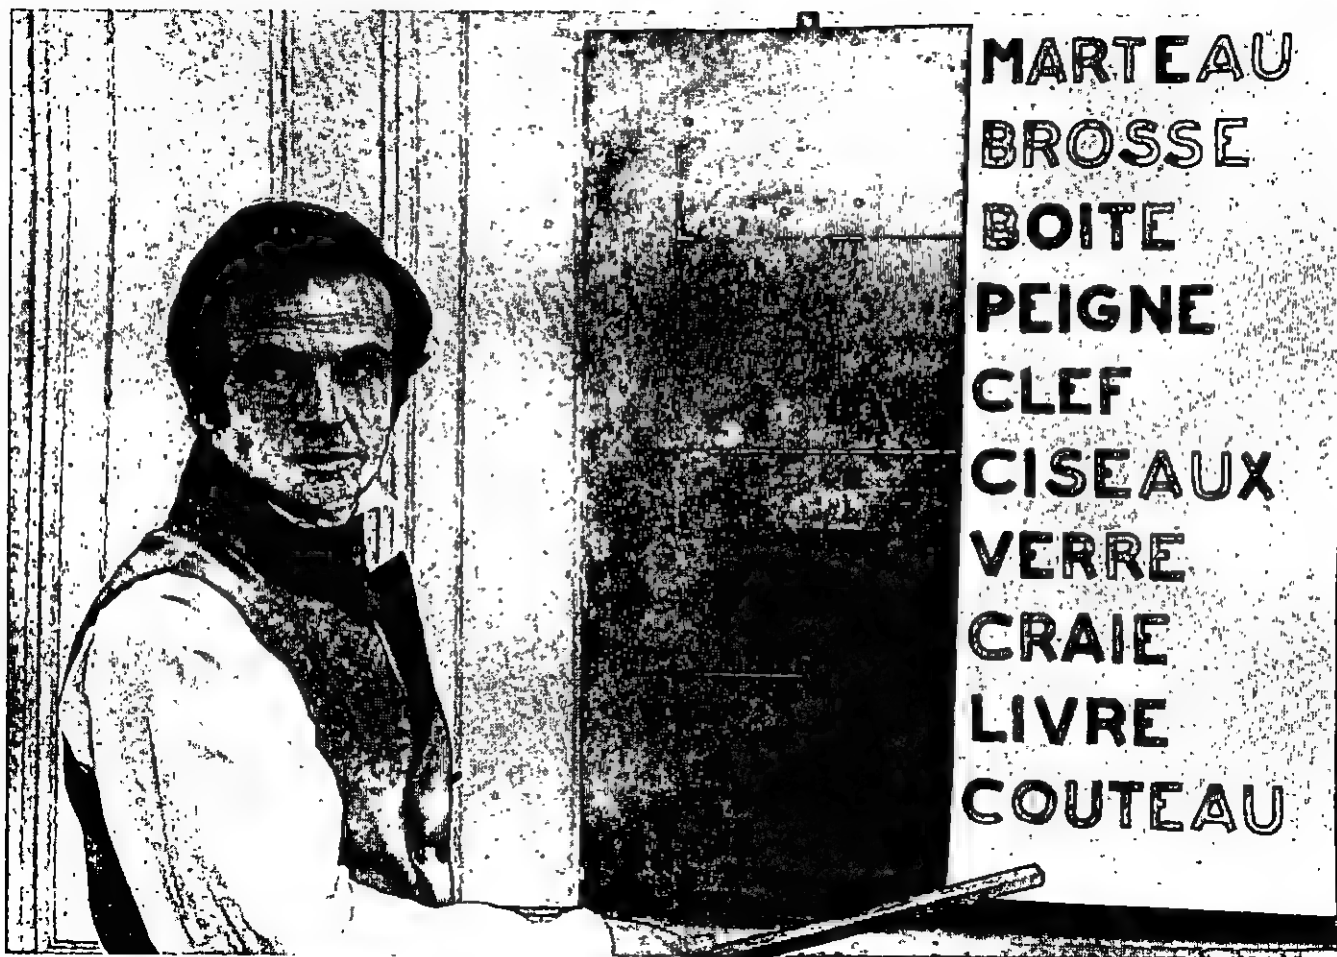 MARTEAU
BROSSE
BOITE
PEIGNE
CLEF
CISEAUX
VERRE
CRAIE
LIVRE
COUTEAU